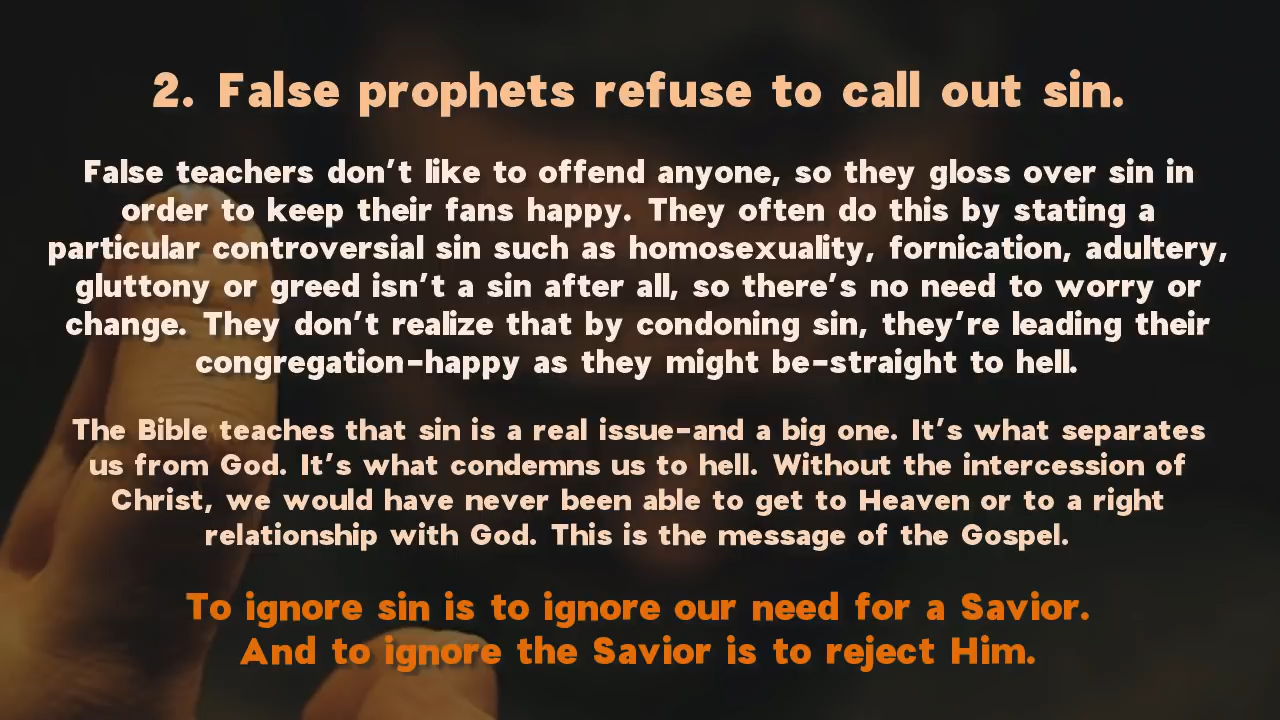 2. False prophets refuse to call out sin.
False teachers don't like to offend anyone, so they gloss over sin in
order to keep their fans happy. They often do this by stating a
particular controversial sin such as homosexuality, fornication, adultery,
gluttony or greed isn't a sin after all, so there's no need to worry or
change. They don't realize that by condoning sin, they're leading their
congregation-happy as they might be-straight to hell.
The Bible teaches that sin is a real issue-and a big one. It's what separates
us from God. It's what condemns us to hell. Without the intercession of
Christ, we would have never been able to get to Heaven or to a right
relationship with God. This is the message of the Gospel.
To ignore sin is to ignore our need for a Savior.
And to ignore the Savior is to reject Him.